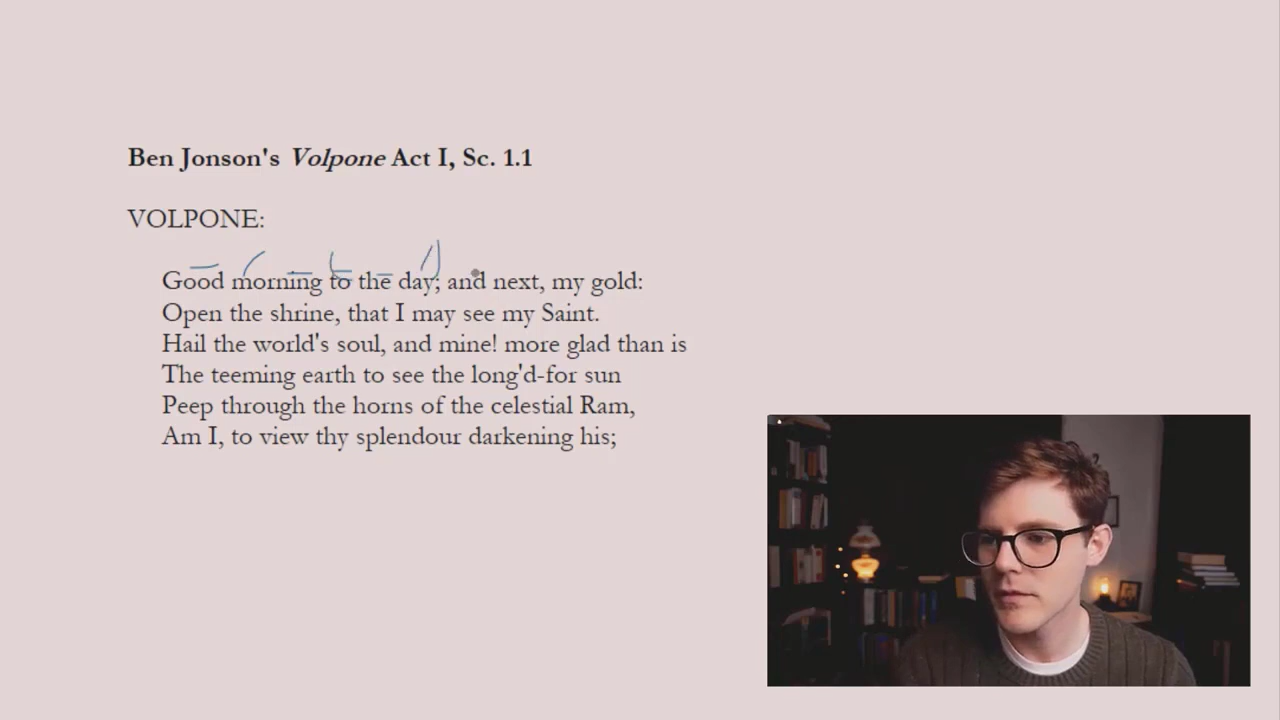 Ben Jonson's Volpone Act I, Sc. 1.1
VOLPONE:
Good morning to the day; and next, my gold:
Open the shrine, that I may see my Saint.
Hail the world's soul, and mine! more glad than is
The teeming earth to see the long'd-for sun
Peep through the horns of the celestial Ram,
Am I, to view thy splendour darkening his;